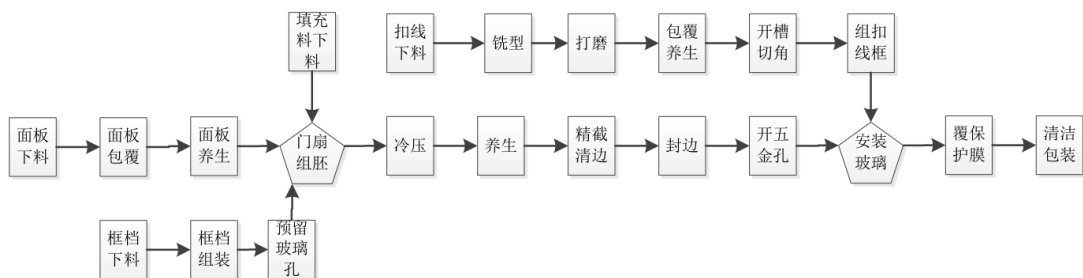 填充
料下
料
扣线
下料
铣型
打磨
包覆
养生
开槽
切角
组扣
线框
面板
下料
面板
包覆
面板
养生
门扇
组胚
冷压
养生
精截
清边
封边
开五
金孔
安装
玻璃
覆保
护膜
清洁
包装
框档
下料
框档
组装
预留
玻璃
孔